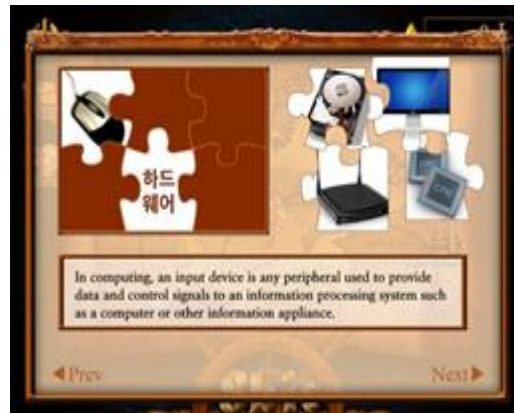 하드
웨어
In computing, an input device is any peripheral used to provide
data and control signals to an information processing system such
as a computer or other information appliance.
Prev
Next